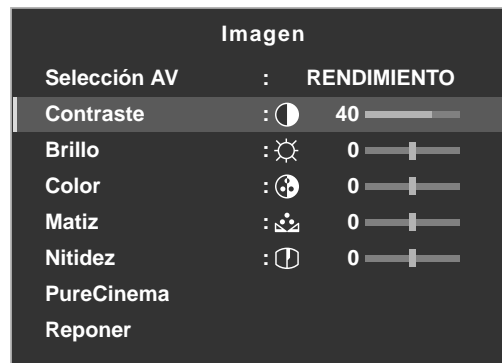 Imagen
Selección AV : RENDIMIENTO
Contraste : 40
Brillo : 0
Color : 0
Matiz : 0
Nitidez : 0
PureCinema
Reponer